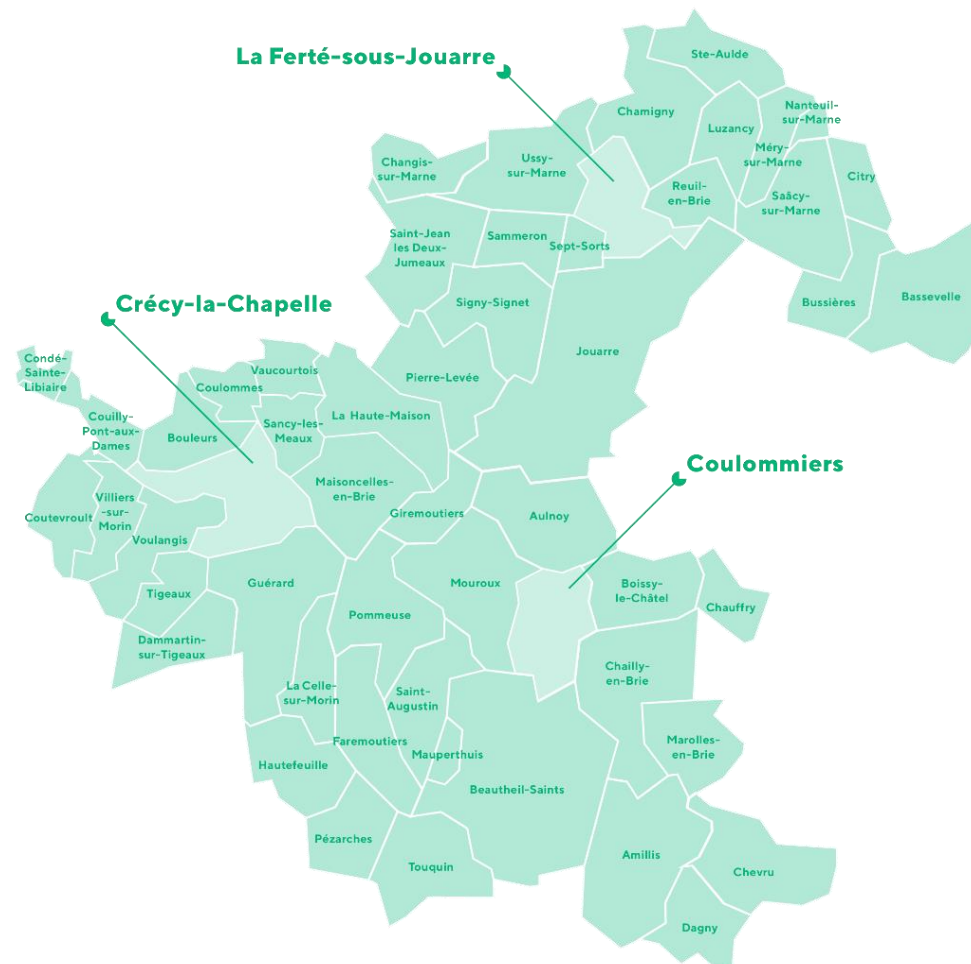 La Ferté-sous-Jouarre
Ste-Aulde
Chamigny
Nanteuil-
sur-Marne
Luzancy
Méry-
sur-Marne
Ussy-
sur-Marne
Changis-
sur-Marne
Citry
Reuil-
en-Brie
Saâcy-
sur-Marne
Saint-Jean
les Deux-
Jumeaux
Sammeron
Sept-Sorts
Bussières
Bassevelle
Signy-Signet
Crécy-la-Chapelle
Jouarre
Condé-
Sainte-
Libiaire
Vaucourtois
Coulommes
Pierre-Levée
Couilly-
Pont-aux-
Dames
Bouleurs
Sancy-les-
Meaux
La Haute-Maison
Coulommiers
Maisoncelles-
en-Brie
Villiers
-sur-
Morin
Coutevroult
Voulangis
Giremoutiers
Aulnoy
Guérard
Mouroux
Boissy-
le-Châtel
Tigeaux
Pommeuse
Chauffry
Dammartin-
sur-Tigeaux
Chailly-
en-Brie
La Celle-
sur-Morin
Saint-
Augustin
Faremoutiers
Mauperthuis
Marolles-
en-Brie
Hautefeuille
Beautheil-Saints
Pézarches
Touquin
Amillis
Chevru
Dagny